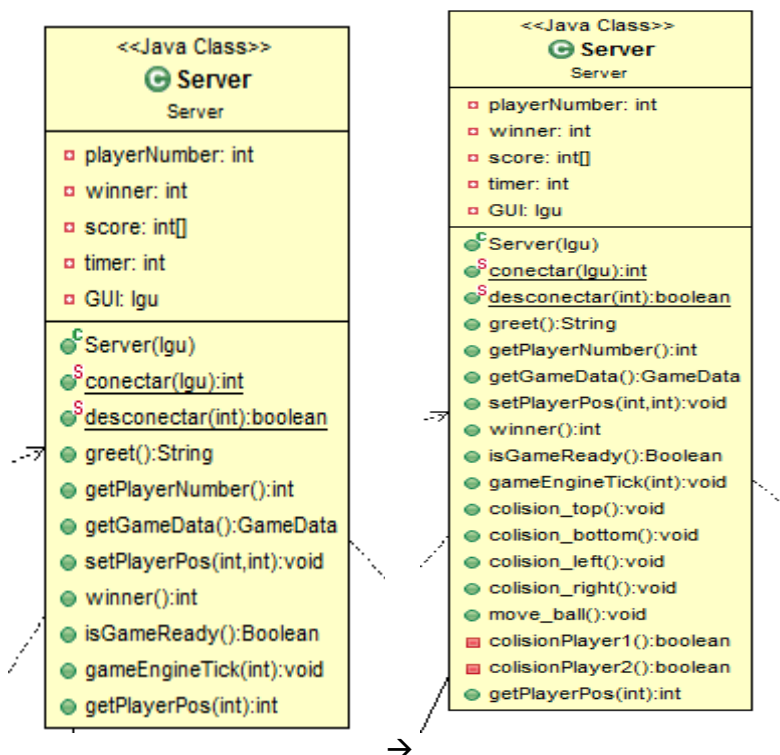 <<Java Class>>
Server
Server
playerNumber: int
winner: int
score: int[]
timer: int
GUI: Igu
Server(Igu)
conectar(Igu):int
desconectar(int):boolean
greet():String
getPlayerNumber():int
getGameData():GameData
setPlayerPos(int,int):void
winner():int
isGameReady():Boolean
gameEngineTick(int):void
getPlayerPos(int):int
→
<<Java Class>>
Server
Server
playerNumber: int
winner: int
score: int[]
timer: int
GUI: Igu
Server(Igu)
conectar(Igu):int
desconectar(int):boolean
greet():String
getPlayerNumber():int
getGameData():GameData
setPlayerPos(int,int):void
winner():int
isGameReady():Boolean
gameEngineTick(int):void
colision_top():void
colision_bottom():void
colision_left():void
colision_right():void
move_ball():void
colisionPlayer1():boolean
colisionPlayer2():boolean
getPlayerPos(int):int